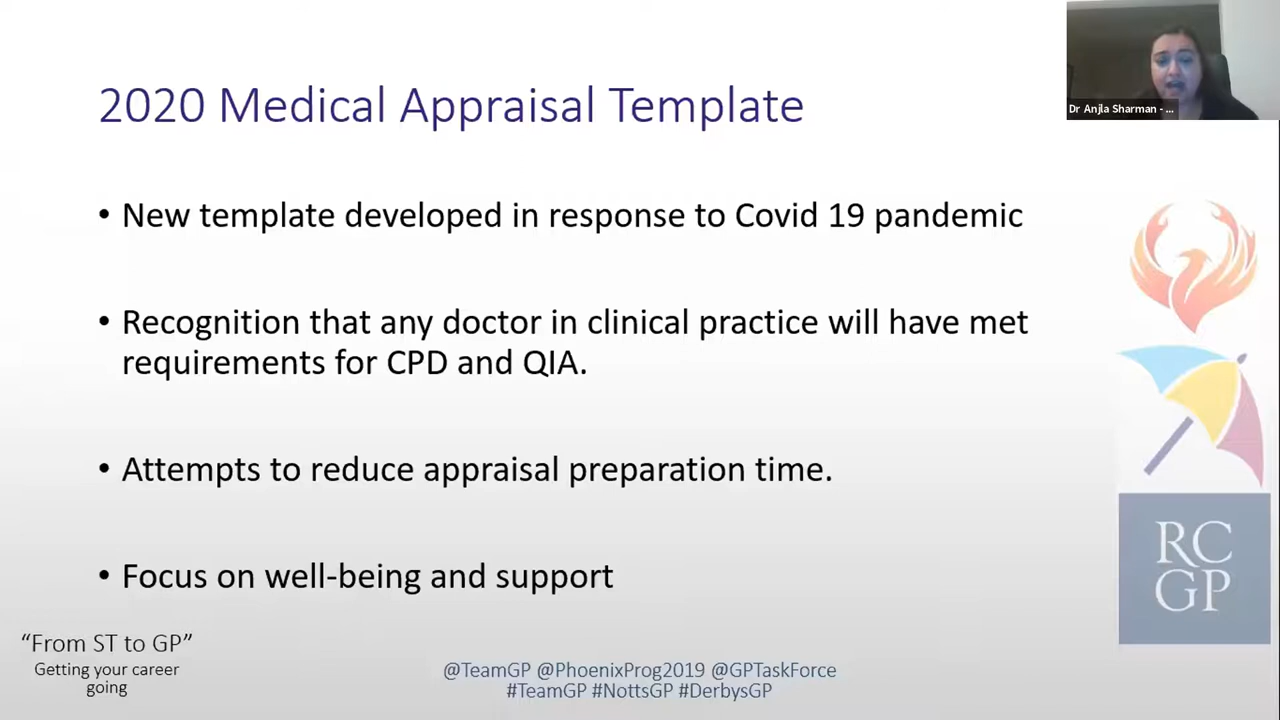 2020 Medical Appraisal Template
Dr Anjla Sharman - ...
• New template developed in response to Covid 19 pandemic
• Recognition that any doctor in clinical practice will have met
requirements for CPD and QIA.
• Attempts to reduce appraisal preparation time.
• Focus on well-being and support
RC
GP
“From ST to GP”
Getting your career
going
@TeamGP @PhoenixProg2019 @GPTaskForce
#TeamGP #NottsGP #DerbysGP